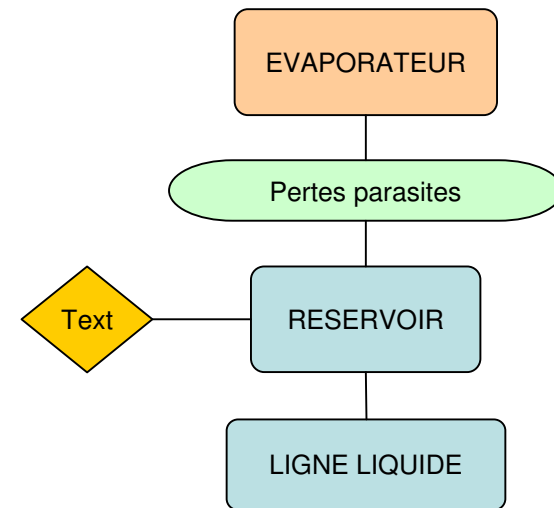 EVAPORATEUR
Pertes parasites
Text
RESERVOIR
LIGNE LIQUIDE